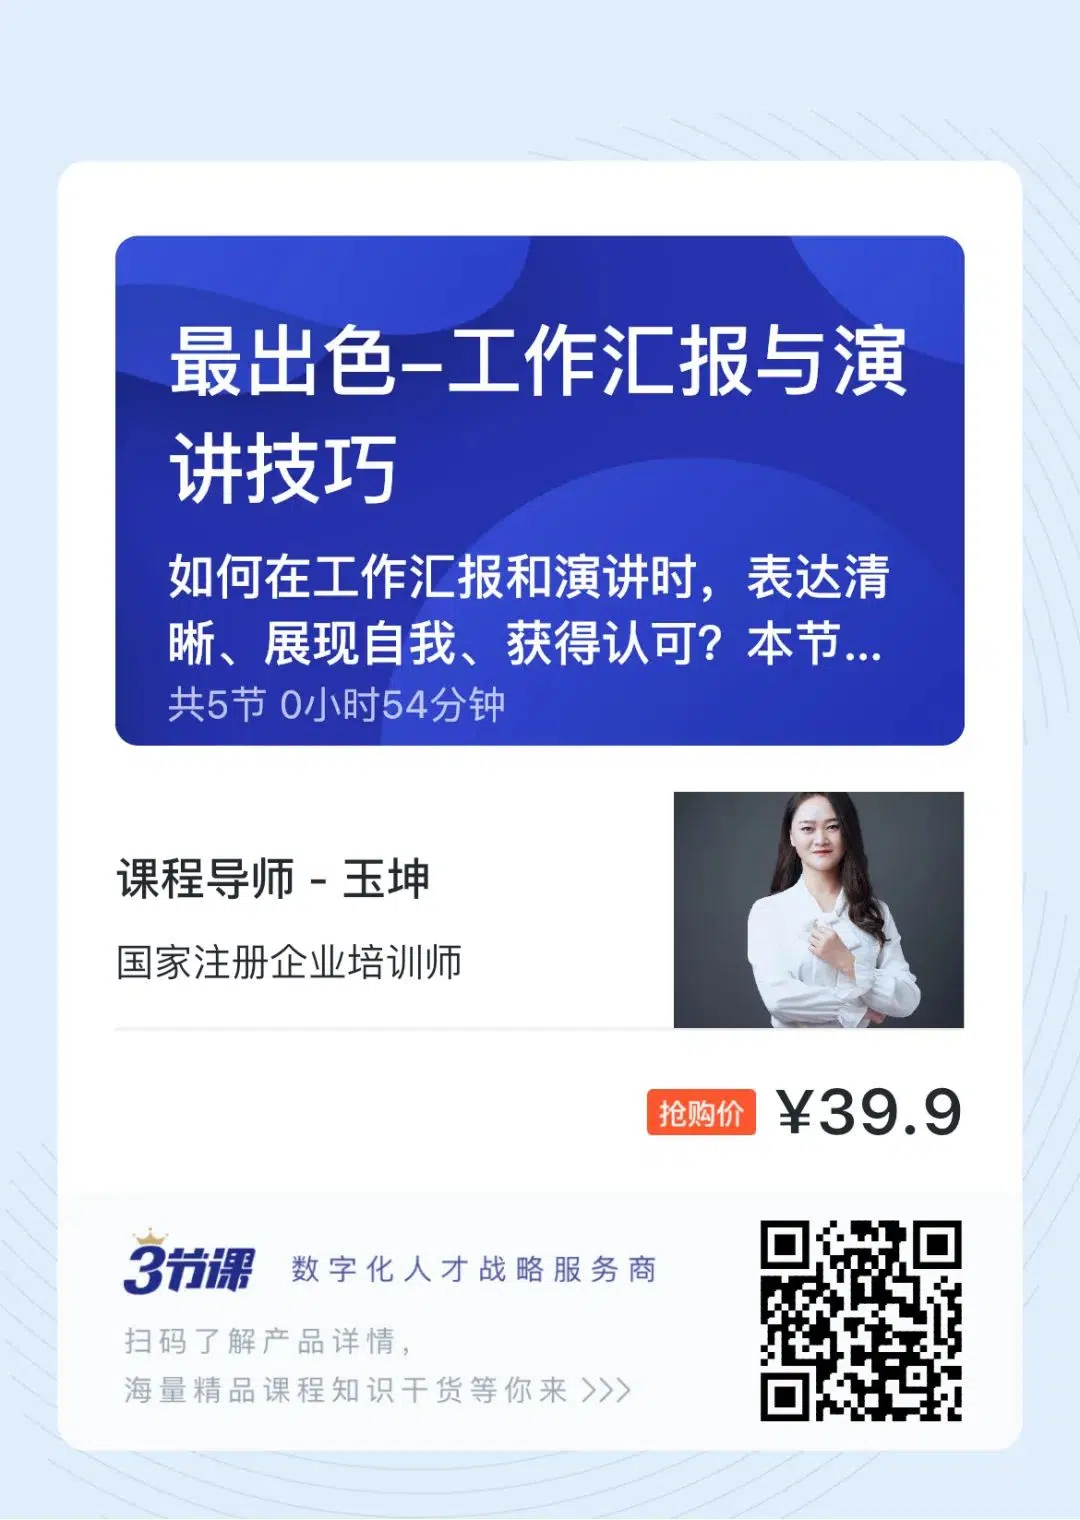 最出色-工作汇报与演
讲技巧
如何在工作汇报和演讲时，表达清
晰、展现自我、获得认可？本节...
共5节 0小时54分钟
课程导师 - 玉坤
国家注册企业培训师
抢购价 ¥39.9
3节课 数字化人才战略服务商
扫码了解产品详情，
海量精品课程知识干货等你来 >>>